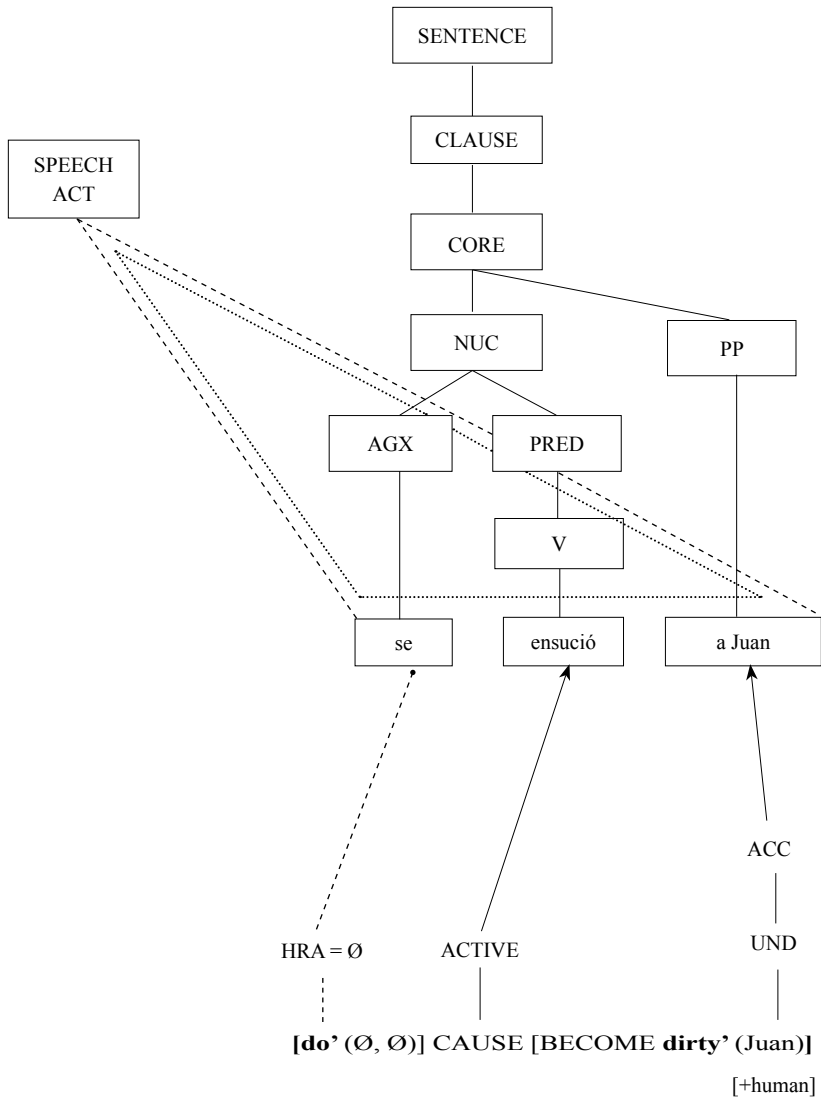 SENTENCE
CLAUSE
SPEECH
ACT
CORE
NUC
PP
AGX
PRED
V
se
ensució
a Juan
ACC
HRA = Ø
ACTIVE
UND
[do’ (Ø, Ø)] CAUSE [BECOME dirty’ (Juan)]
[+human]